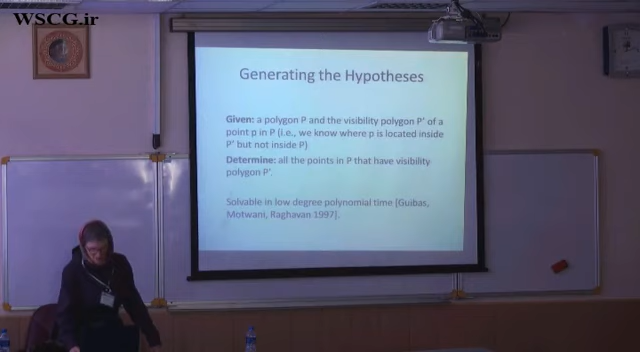 WSCG.ir
Generating the Hypotheses
Given: a polygon P and the visibility polygon P' of a
point p in P (i.e., we know where p is located inside
P' but not inside P)
Determine: all the points in P that have visibility
polygon P'.
Solvable in low degree polynomial time [Guibas,
Motwani, Raghavan 1997].